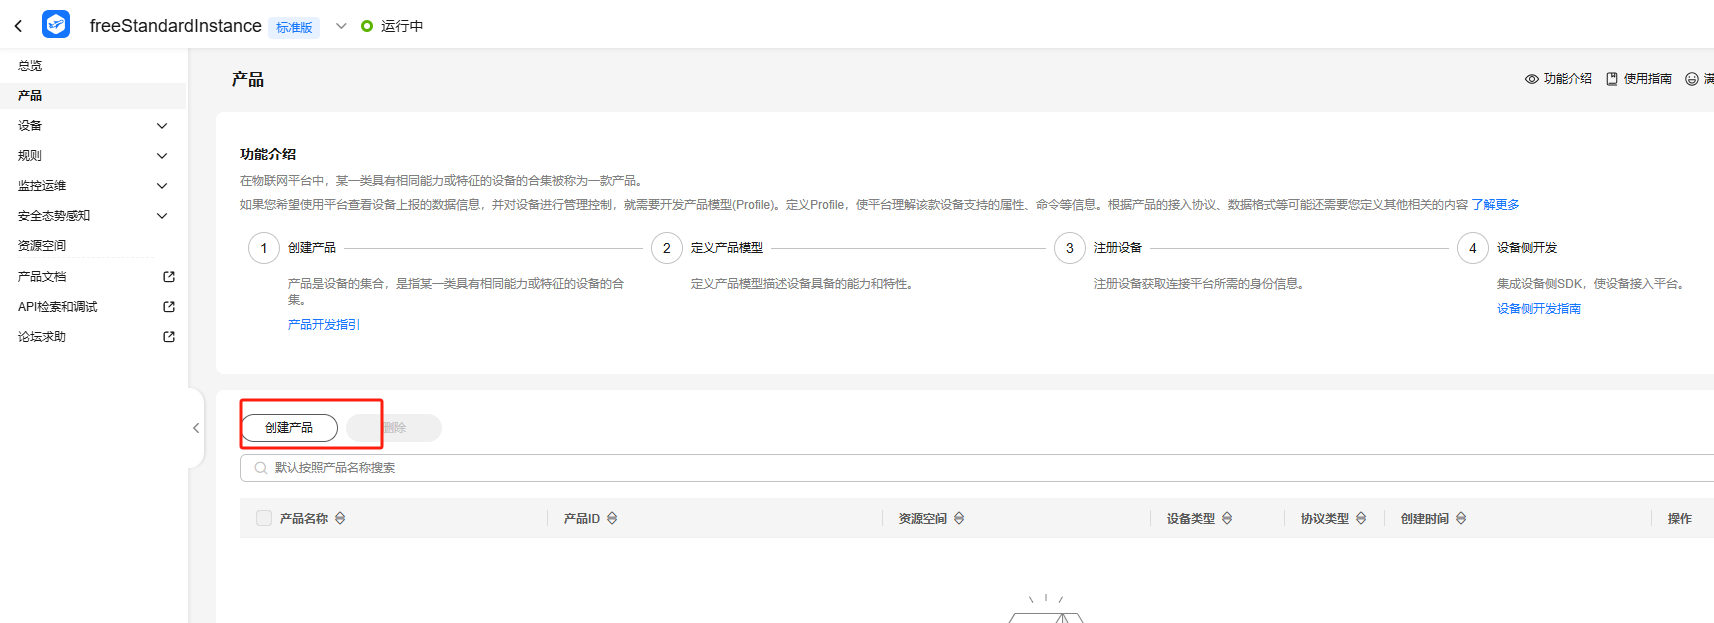 freeStandardInstance 标准版 运行中
总览
产品
设备
规则
监控运维
安全态势感知
资源空间
产品文档
API检索和调试
论坛求助
产品
功能介绍 使用指南 满
功能介绍
在物联网平台中，某一类具有相同能力或特征的设备的合集被称为一款产品。
如果您希望使用平台查看设备上报的数据信息，并对设备进行管理控制，就需要开发产品模型(Profile)。定义Profile，使平台理解该款设备支持的属性、命令等信息。根据产品的接入协议、数据格式等可能还需要您定义其他相关的内容 了解更多
1 创建产品
产品是设备的集合，是指某一类具有相同能力或特征的设备的合
集。
产品开发指引
2 定义产品模型
定义产品模型描述设备具备的能力和特性。
3 注册设备
注册设备获取连接平台所需的身份信息。
4 设备侧开发
集成设备侧SDK，使设备接入平台。
设备侧开发指南
创建产品 删除
默认按照产品名称搜索
产品名称 产品ID 资源空间 设备类型 协议类型 创建时间 操作